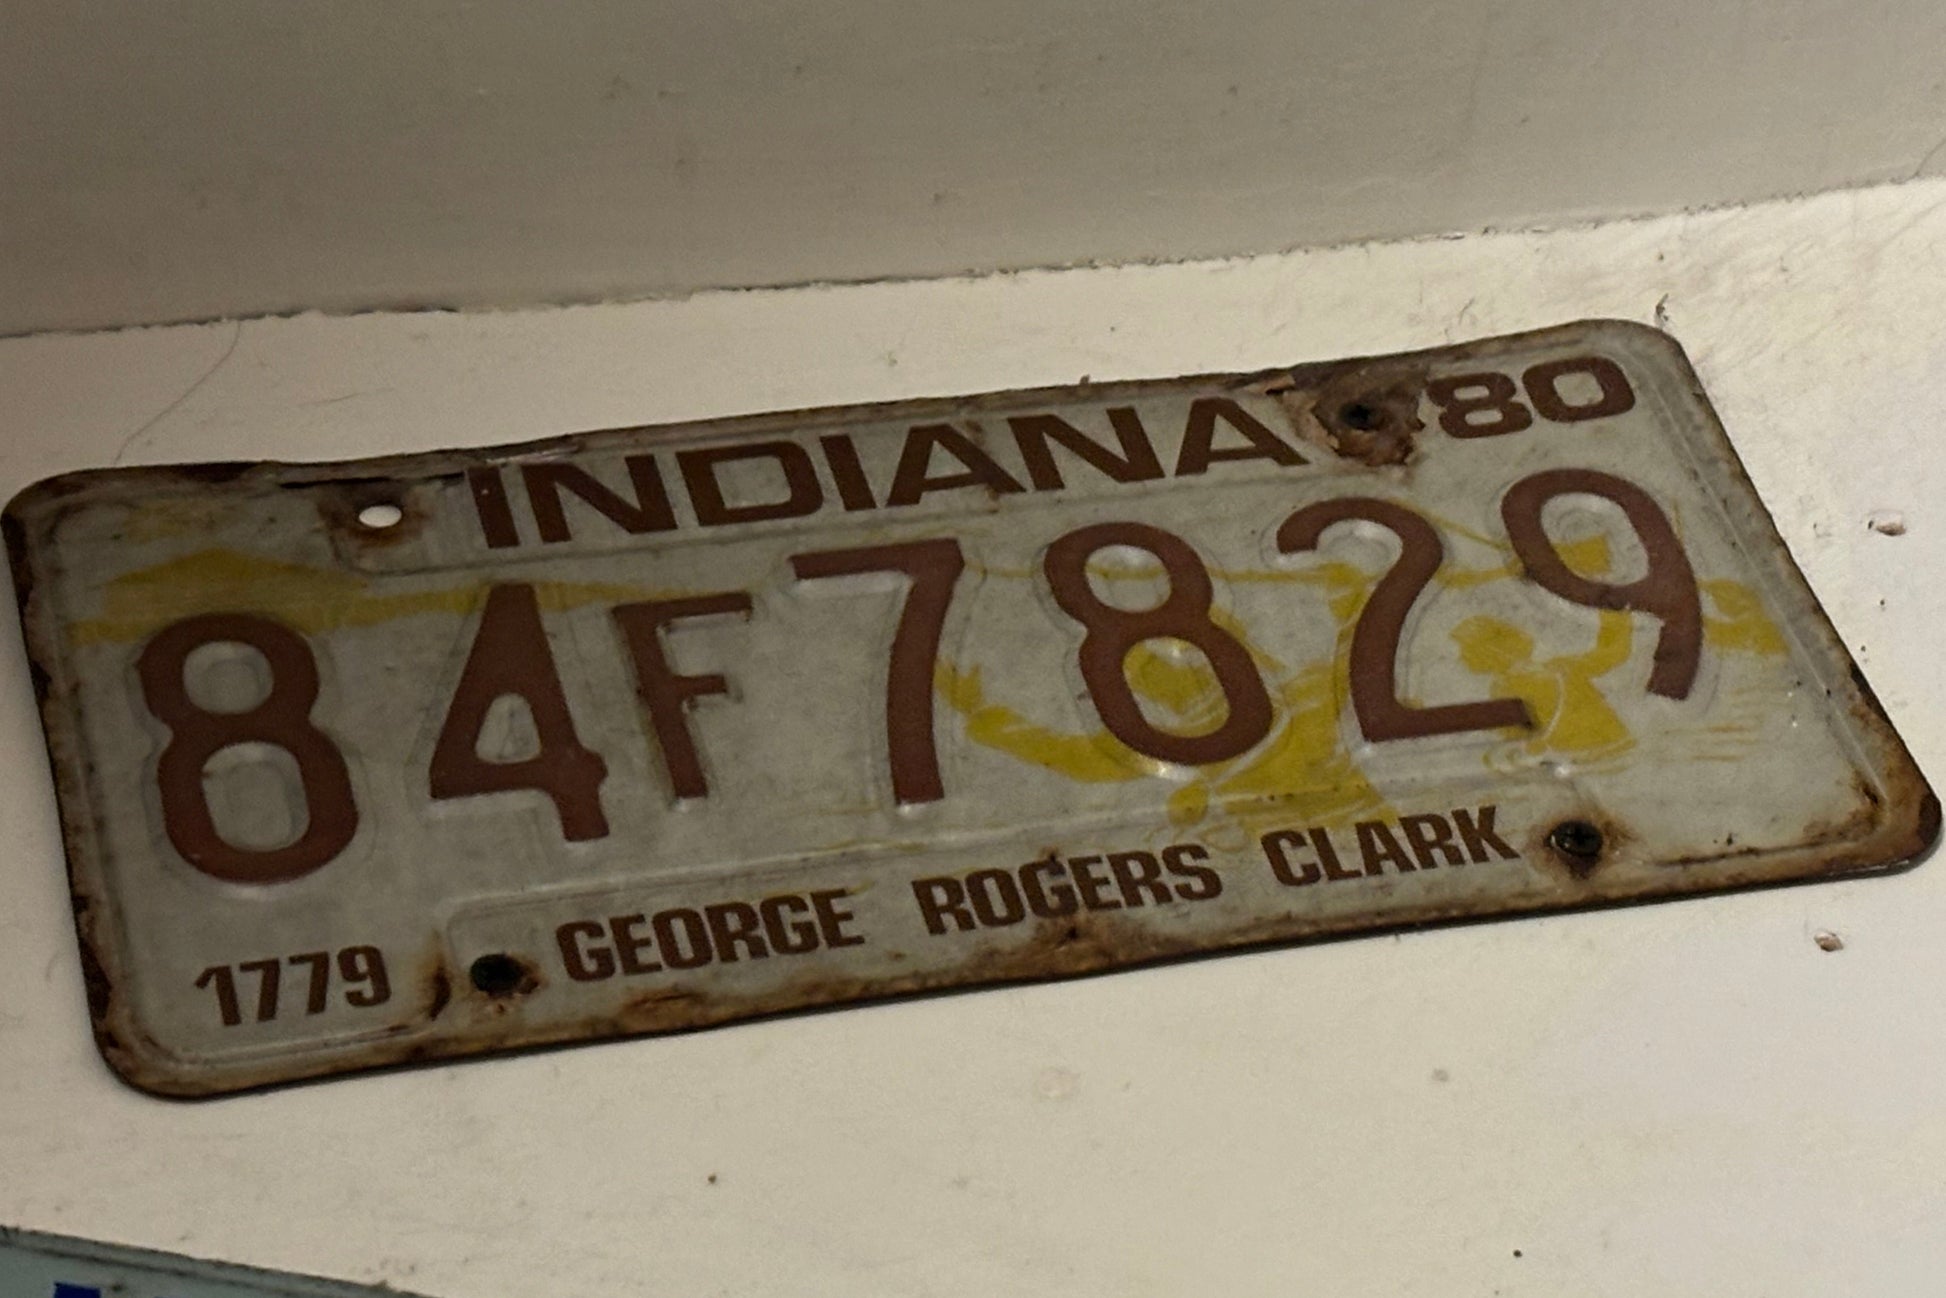 INDIANA '80
84F7829
1779 GEORGE ROGERS CLARK